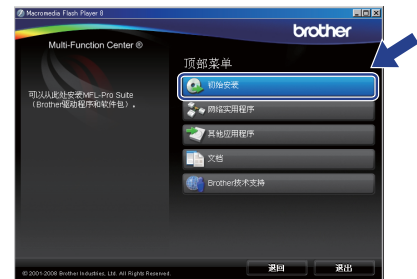 Macromedia Flash Player 8
brother
Multi-Function Center ®
顶部菜单
可以从此处安装MFL-Pro Suite
（Brother驱动程序和软件包）。
初始安装
网络实用程序
其他应用程序
文档
Brother技术支持
© 2001-2008 Brother Industries, Ltd. All Rights Reserved.
退回
退出